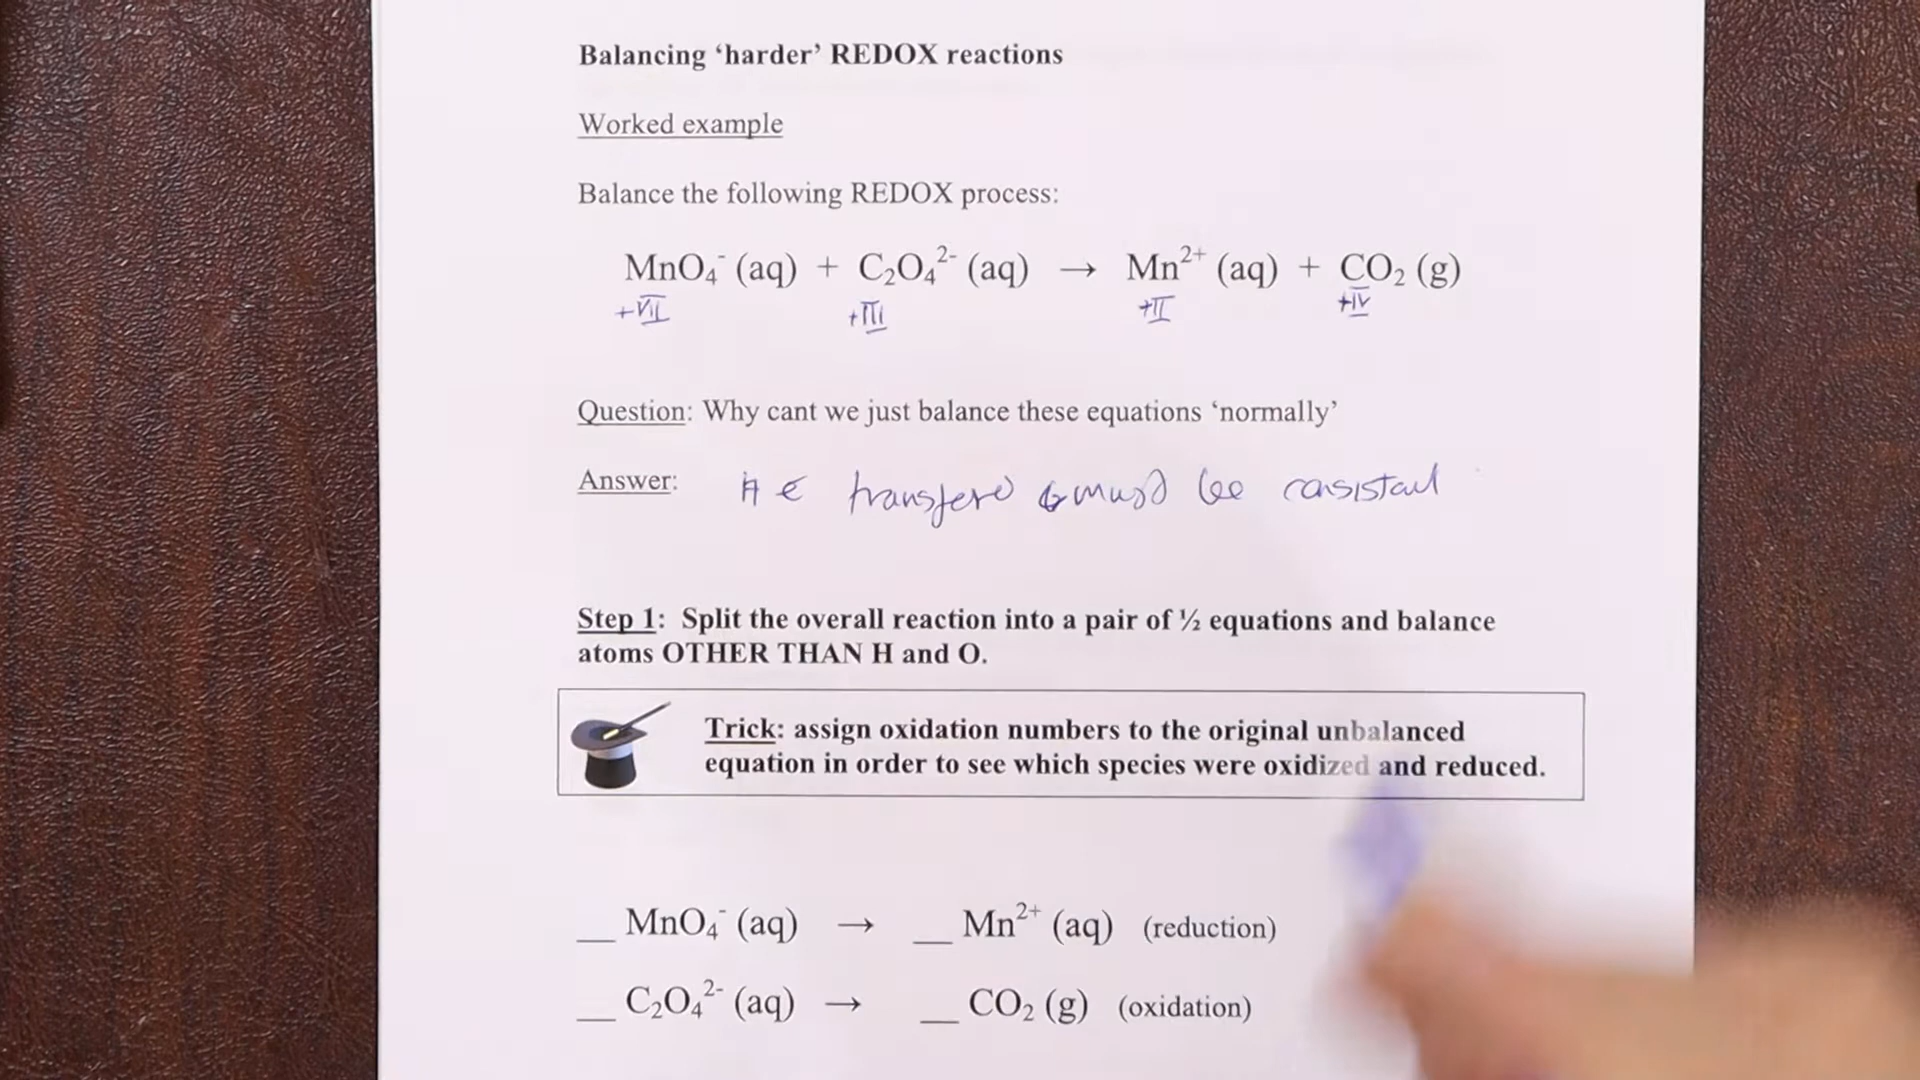 Balancing ‘harder’ REDOX reactions
Worked example
Balance the following REDOX process:
MnO₄⁻ (aq) + C₂O₄²⁻ (aq) → Mn²⁺ (aq) + CO₂ (g)
+VII +III +II +IV
Question: Why cant we just balance these equations ‘normally’
Answer: # e transfere must be consistant
Step 1: Split the overall reaction into a pair of ½ equations and balance
atoms OTHER THAN H and O.
Trick: assign oxidation numbers to the original unbalanced
equation in order to see which species were oxidized and reduced.
__ MnO₄⁻ (aq) → __ Mn²⁺ (aq) (reduction)
__ C₂O₄²⁻ (aq) → __ CO₂ (g) (oxidation)